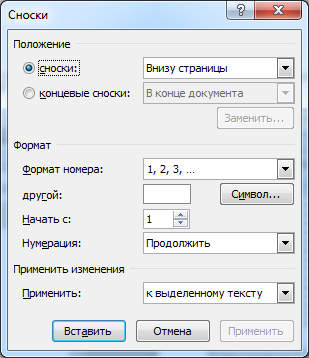 Сноски
Положение
сноски: Внизу страницы
концевые сноски: В конце документа
Заменить...
Формат
Формат номера: 1, 2, 3, ...
другой: Символ...
Начать с: 1
Нумерация: Продолжить
Применить изменения
Применить: к выделенному тексту
Вставить Отмена Применить